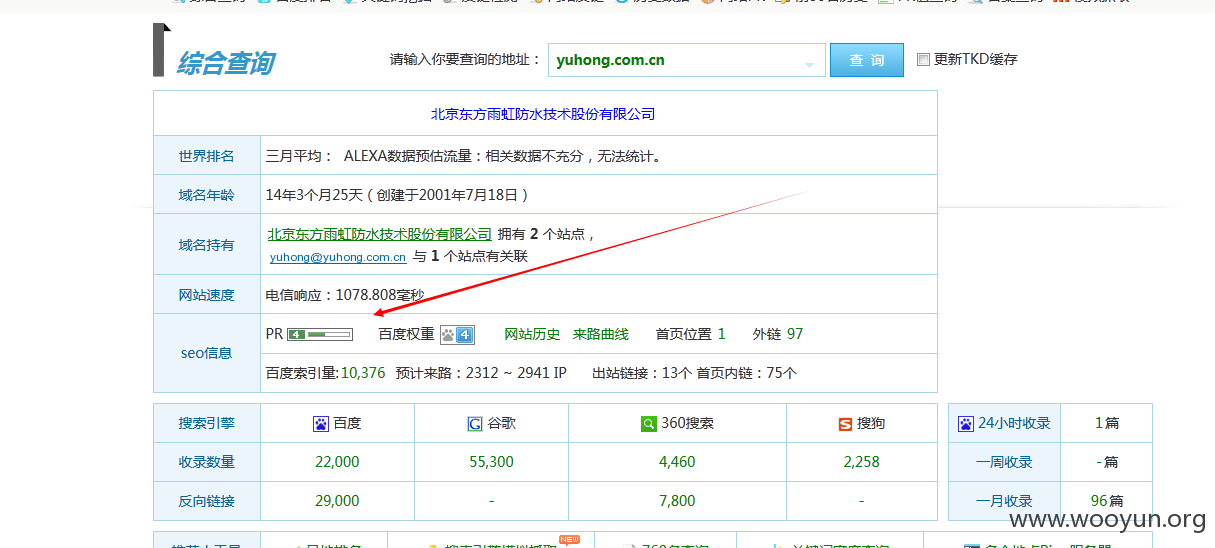 综合查询 请输入你要查询的地址： yuhong.com.cn 查 询 更新TKD缓存
北京东方雨虹防水技术股份有限公司
世界排名 三月平均： ALEXA数据预估流量：相关数据不充分，无法统计。
域名年龄 14年3个月25天（创建于2001年7月18日）
域名持有 北京东方雨虹防水技术股份有限公司 拥有 2 个站点，
yuhong@yuhong.com.cn 与 1 个站点有关联
网站速度 电信响应：1078.808毫秒
seo信息 PR 4 百度权重 4 网站历史 来路曲线 首页位置 1 外链 97
百度索引量:10,376 预计来路：2312 ~ 2941 IP 出站链接：13个 首页内链：75个
搜索引擎 百度 谷歌 360搜索 搜狗 24小时收录 1篇
收录数量 22,000 55,300 4,460 2,258 一周收录 -篇
反向链接 29,000 - 7,800 - 一月收录 96篇
www.wooyun.org
NEW